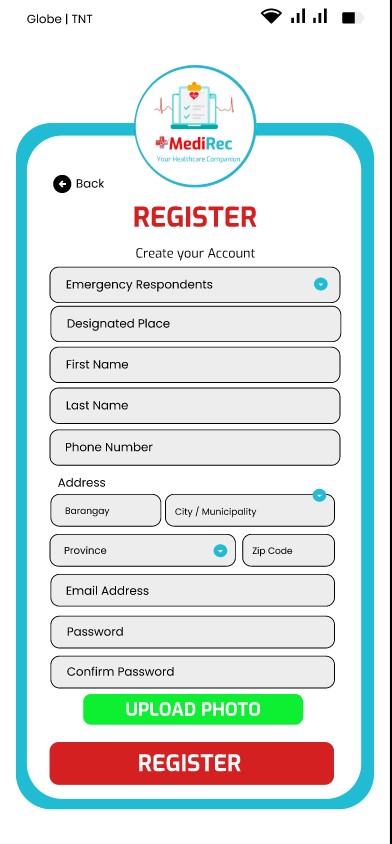 Globe | TNT
MediRec
Your Healthcare Companion
Back
REGISTER
Create your Account
Emergency Respondents
Designated Place
First Name
Last Name
Phone Number
Address
Barangay
City / Municipality
Province
Zip Code
Email Address
Password
Confirm Password
UPLOAD PHOTO
REGISTER